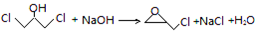 OH
Cl Cl + NaOH O Cl +NaCl +H₂O